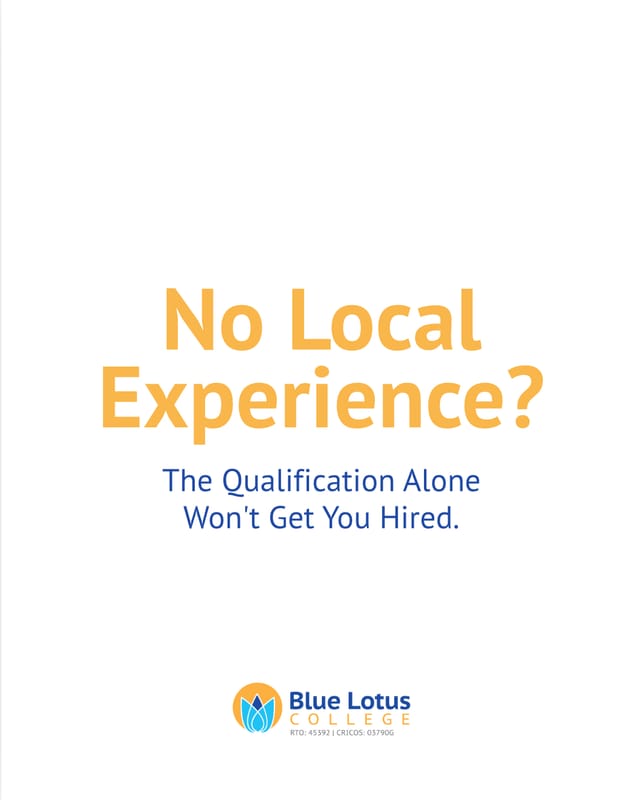 No Local
Experience?
The Qualification Alone
Won't Get You Hired.
Blue Lotus
COLLEGE
RTO: 45392 | CRICOS: 03790G